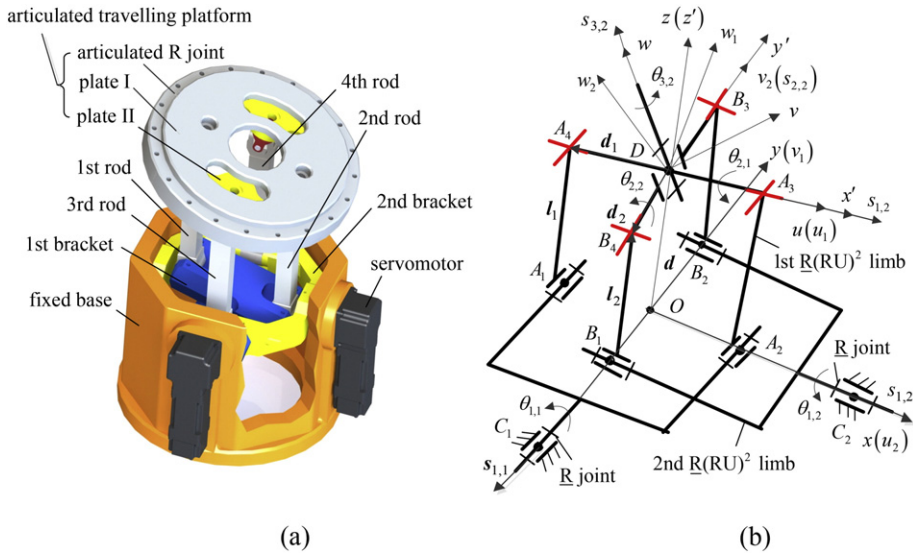 articulated travelling platform
articulated R joint
plate I
plate II
4th rod
2nd rod
1st rod
3rd rod
1st bracket
2nd bracket
servomotor
fixed base
(a)
s₃,₂
w
z(z′)
w₁
y′
v₂(s₂,₂)
w₂
θ₃,₂
B₃
v
A₄
d₁
D
θ₂,₁
y(v₁)
θ₂,₂
A₃
x′
s₁,₂
l₁
d₂
B₄
u(u₁)
1st R(RU)² limb
A₁
d
B₂
l₂
O
B₁
A₂
R joint
s₁,₂
θ₁,₁
θ₁,₂
C₁
C₂
x(u₂)
R joint
s₁,₁
2nd R(RU)² limb
(b)